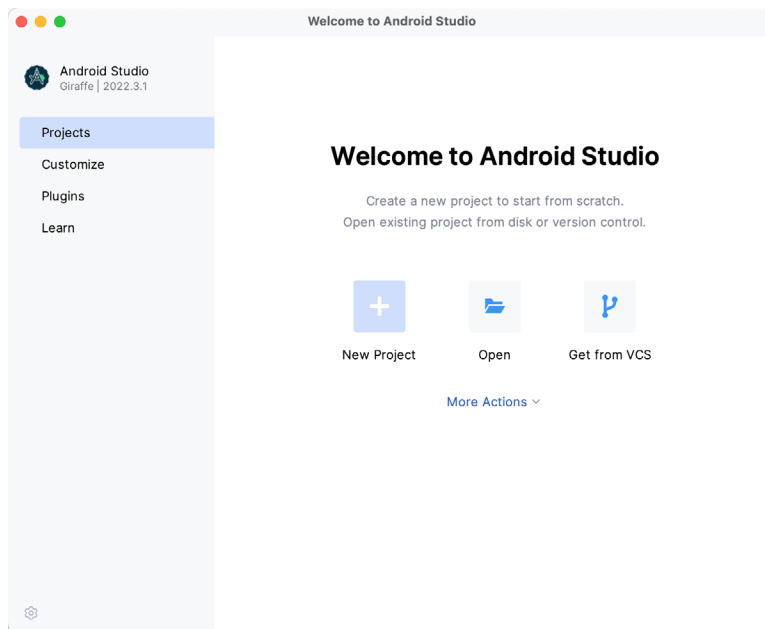 Welcome to Android Studio
Android Studio
Giraffe | 2022.3.1
Projects
Customize
Plugins
Learn
Welcome to Android Studio
Create a new project to start from scratch.
Open existing project from disk or version control.
New Project
Open
Get from VCS
More Actions